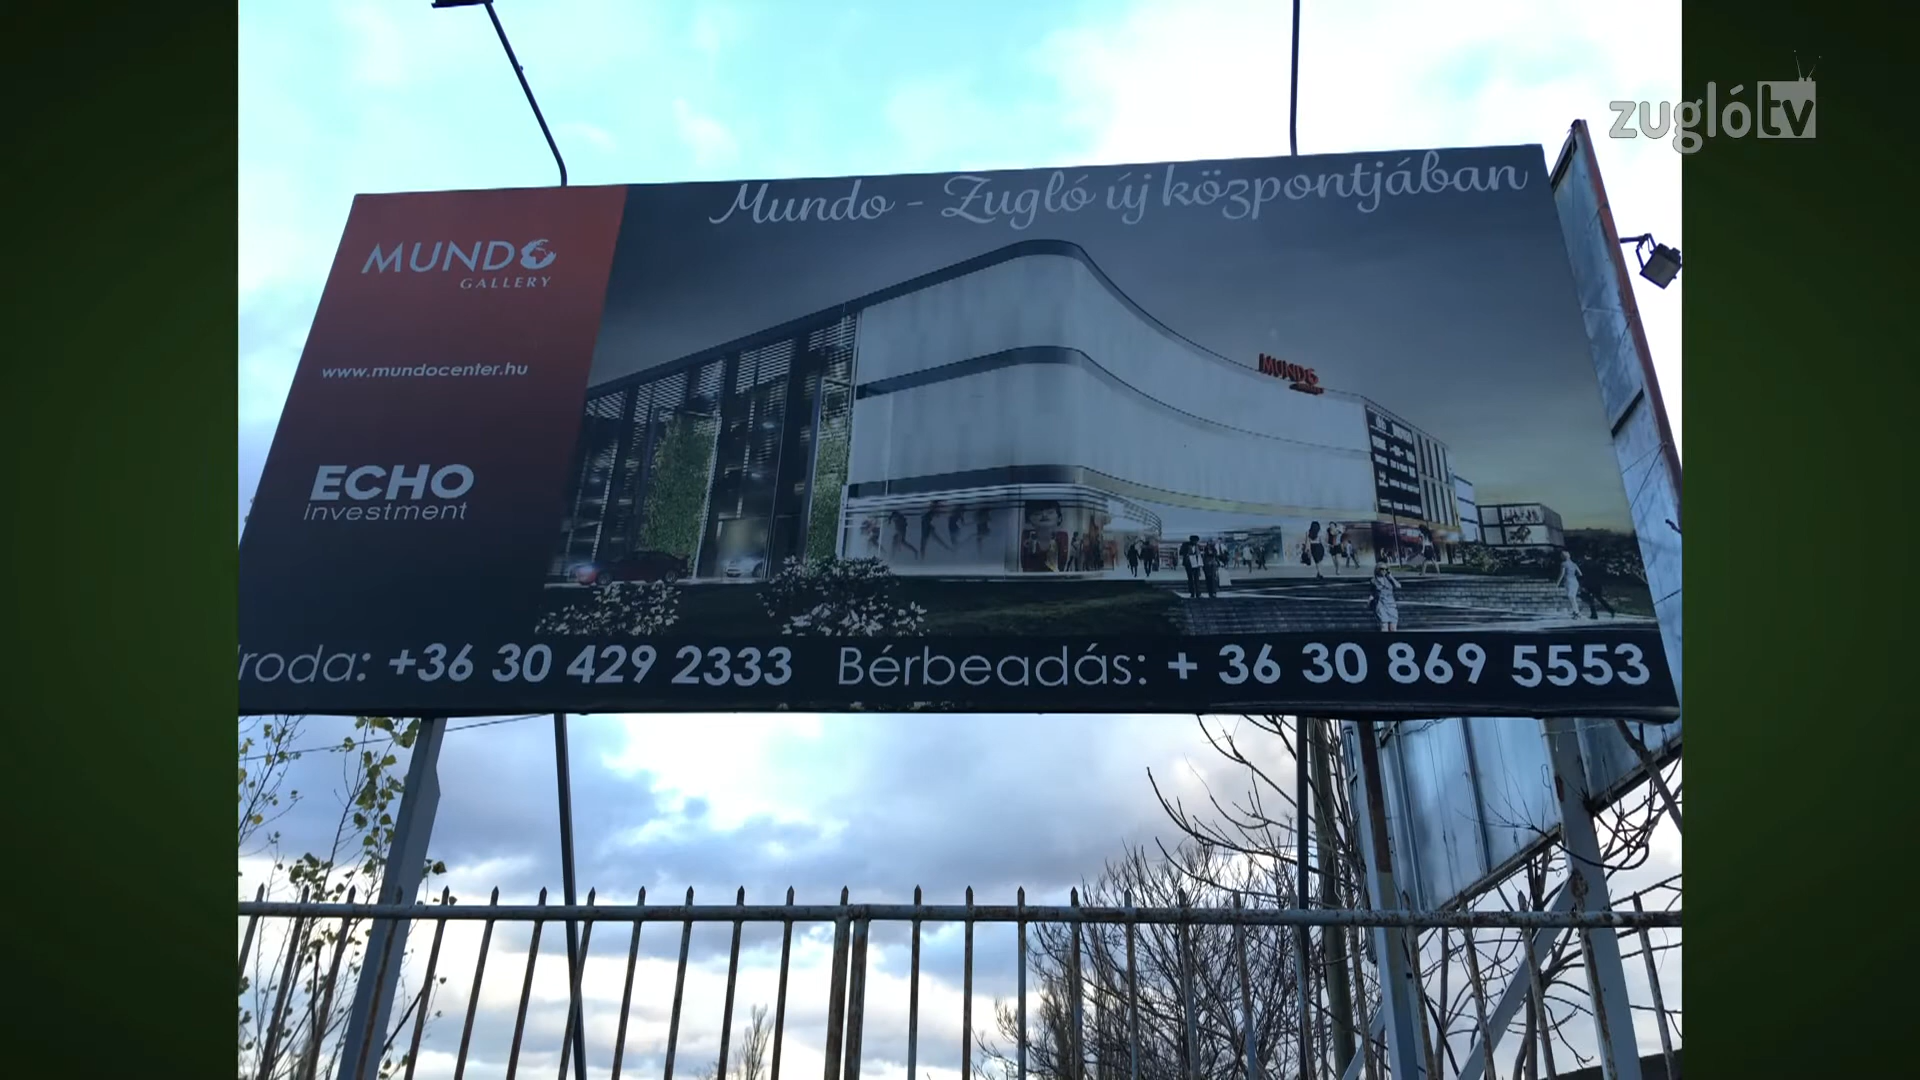 zuglótv
Mundo - Zugló új központjában
MUNDO
GALLERY
www.mundocenter.hu
MUNDO
ECHO
Investment
Iroda: +36 30 429 2333 Bérbeadás: + 36 30 869 5553